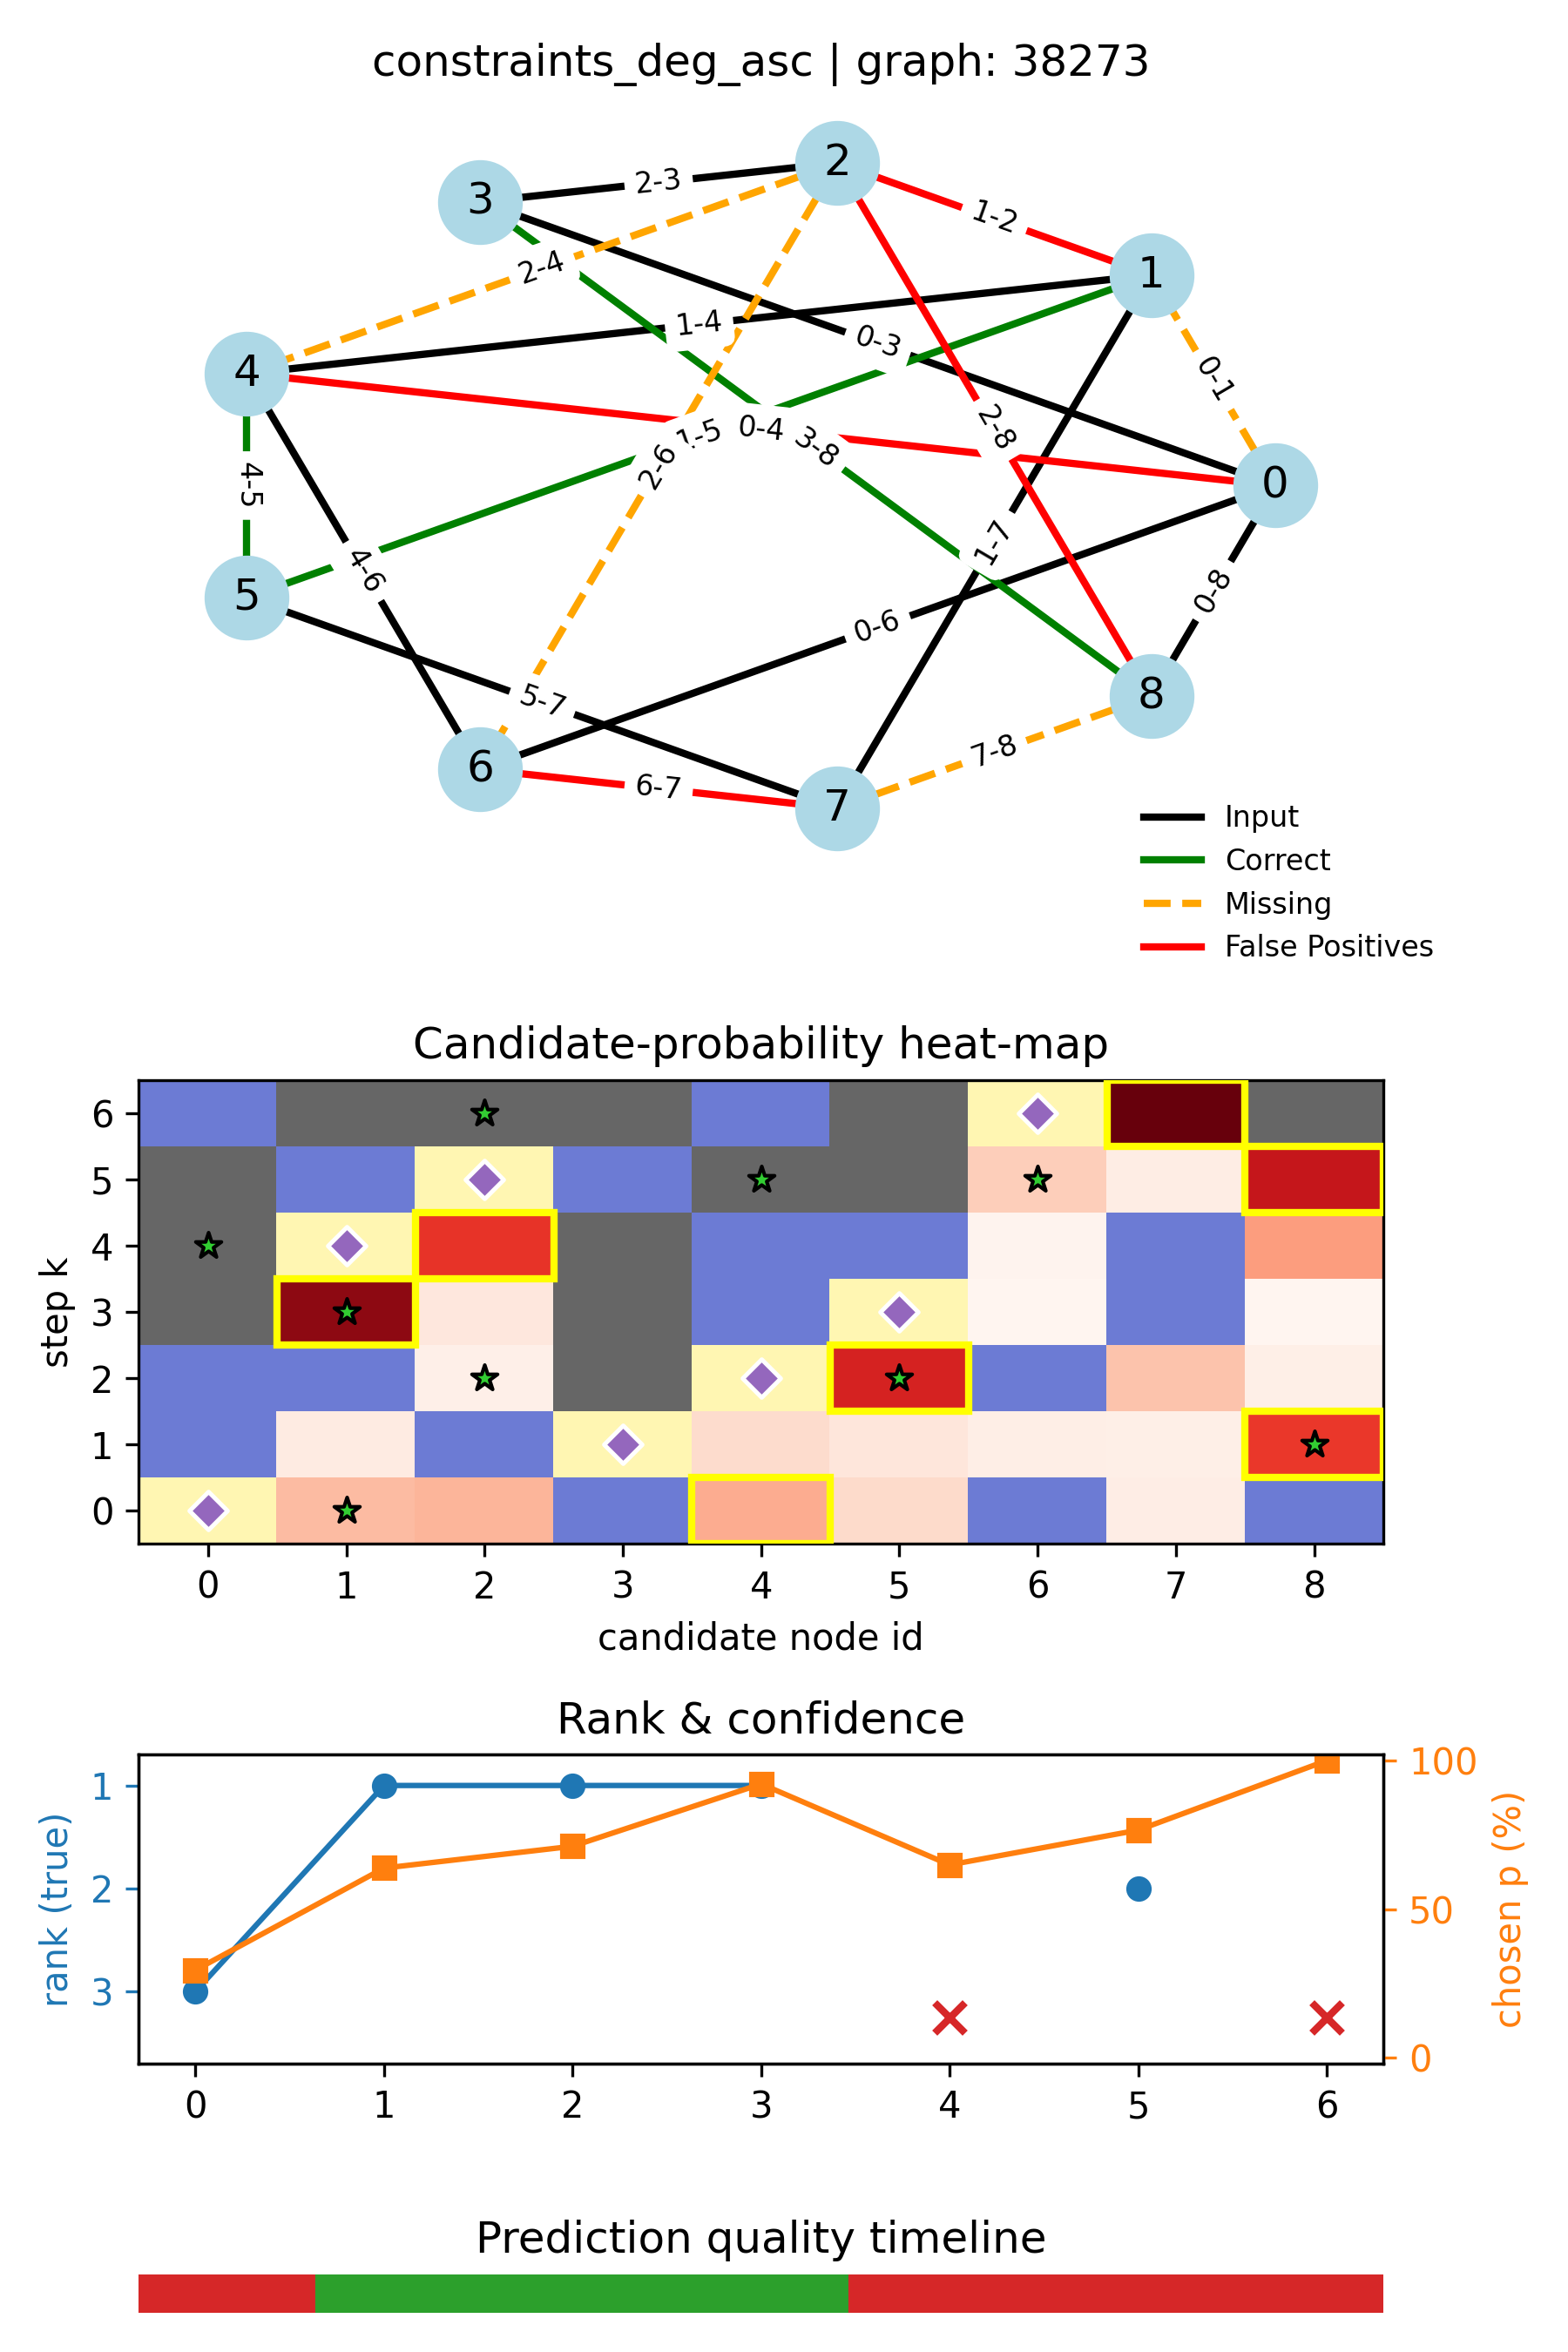 constraints_deg_asc | graph: 38273
2
3
2-3
1-2
1
2-4
1-4
0-3
0-1
4
2-8
0-4
1-5
3-8
2-6
4-5
0
1-7
4-6
5
0-8
0-6
8
5-7
7-8
6
6-7
7
Input
Correct
Missing
False Positives
Candidate-probability heat-map
6
5
4
3
2
1
0
step k
0 1 2 3 4 5 6 7 8
candidate node id
Rank & confidence
1
2
3
rank (true)
100
50
0
chosen p (%)
0 1 2 3 4 5 6
Prediction quality timeline